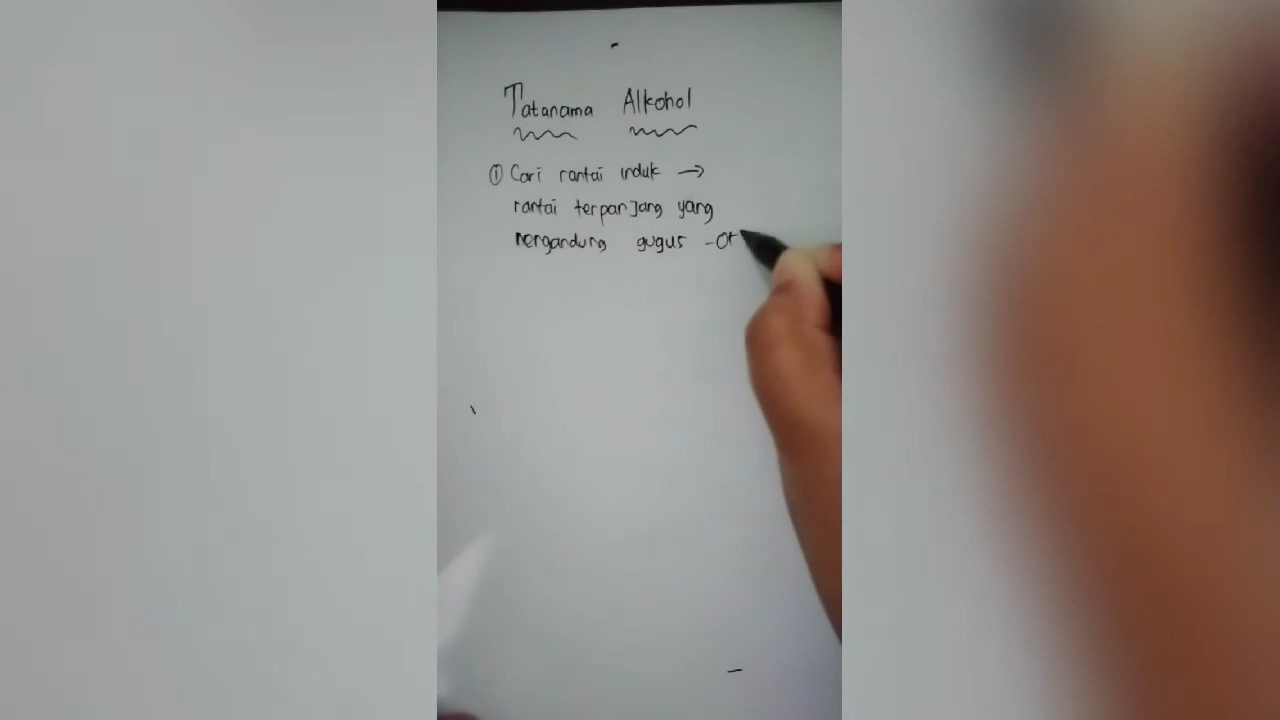 Tatanama Alkohol
① Cari rantai induk →
rantai terpanjang yang
mengandung gugus -OH